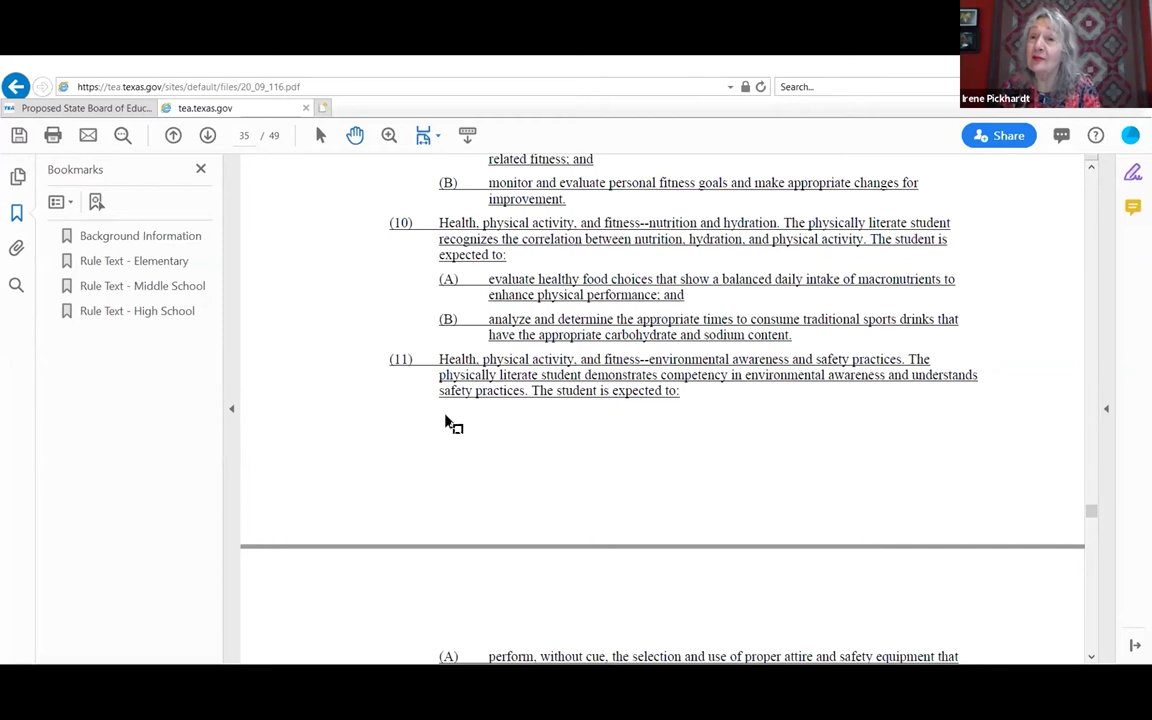 Irene Pickhardt
https://tea.texas.gov/sites/default/files/20_09_116.pdf
Search...
Proposed State Board of Educ...
tea.texas.gov
35 / 49
Share
Bookmarks
Background Information
Rule Text - Elementary
Rule Text - Middle School
Rule Text - High School
related fitness; and
(B) monitor and evaluate personal fitness goals and make appropriate changes for
improvement.
(10) Health, physical activity, and fitness--nutrition and hydration. The physically literate student
recognizes the correlation between nutrition, hydration, and physical activity. The student is
expected to:
(A) evaluate healthy food choices that show a balanced daily intake of macronutrients to
enhance physical performance; and
(B) analyze and determine the appropriate times to consume traditional sports drinks that
have the appropriate carbohydrate and sodium content.
(11) Health, physical activity, and fitness--environmental awareness and safety practices. The
physically literate student demonstrates competency in environmental awareness and understands
safety practices. The student is expected to:
(A) perform, without cue, the selection and use of proper attire and safety equipment that